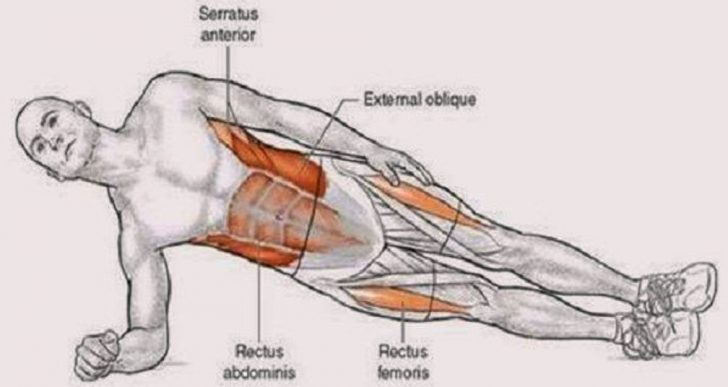 Serratus
anterior
External oblique
Rectus
abdominis
Rectus
femoris